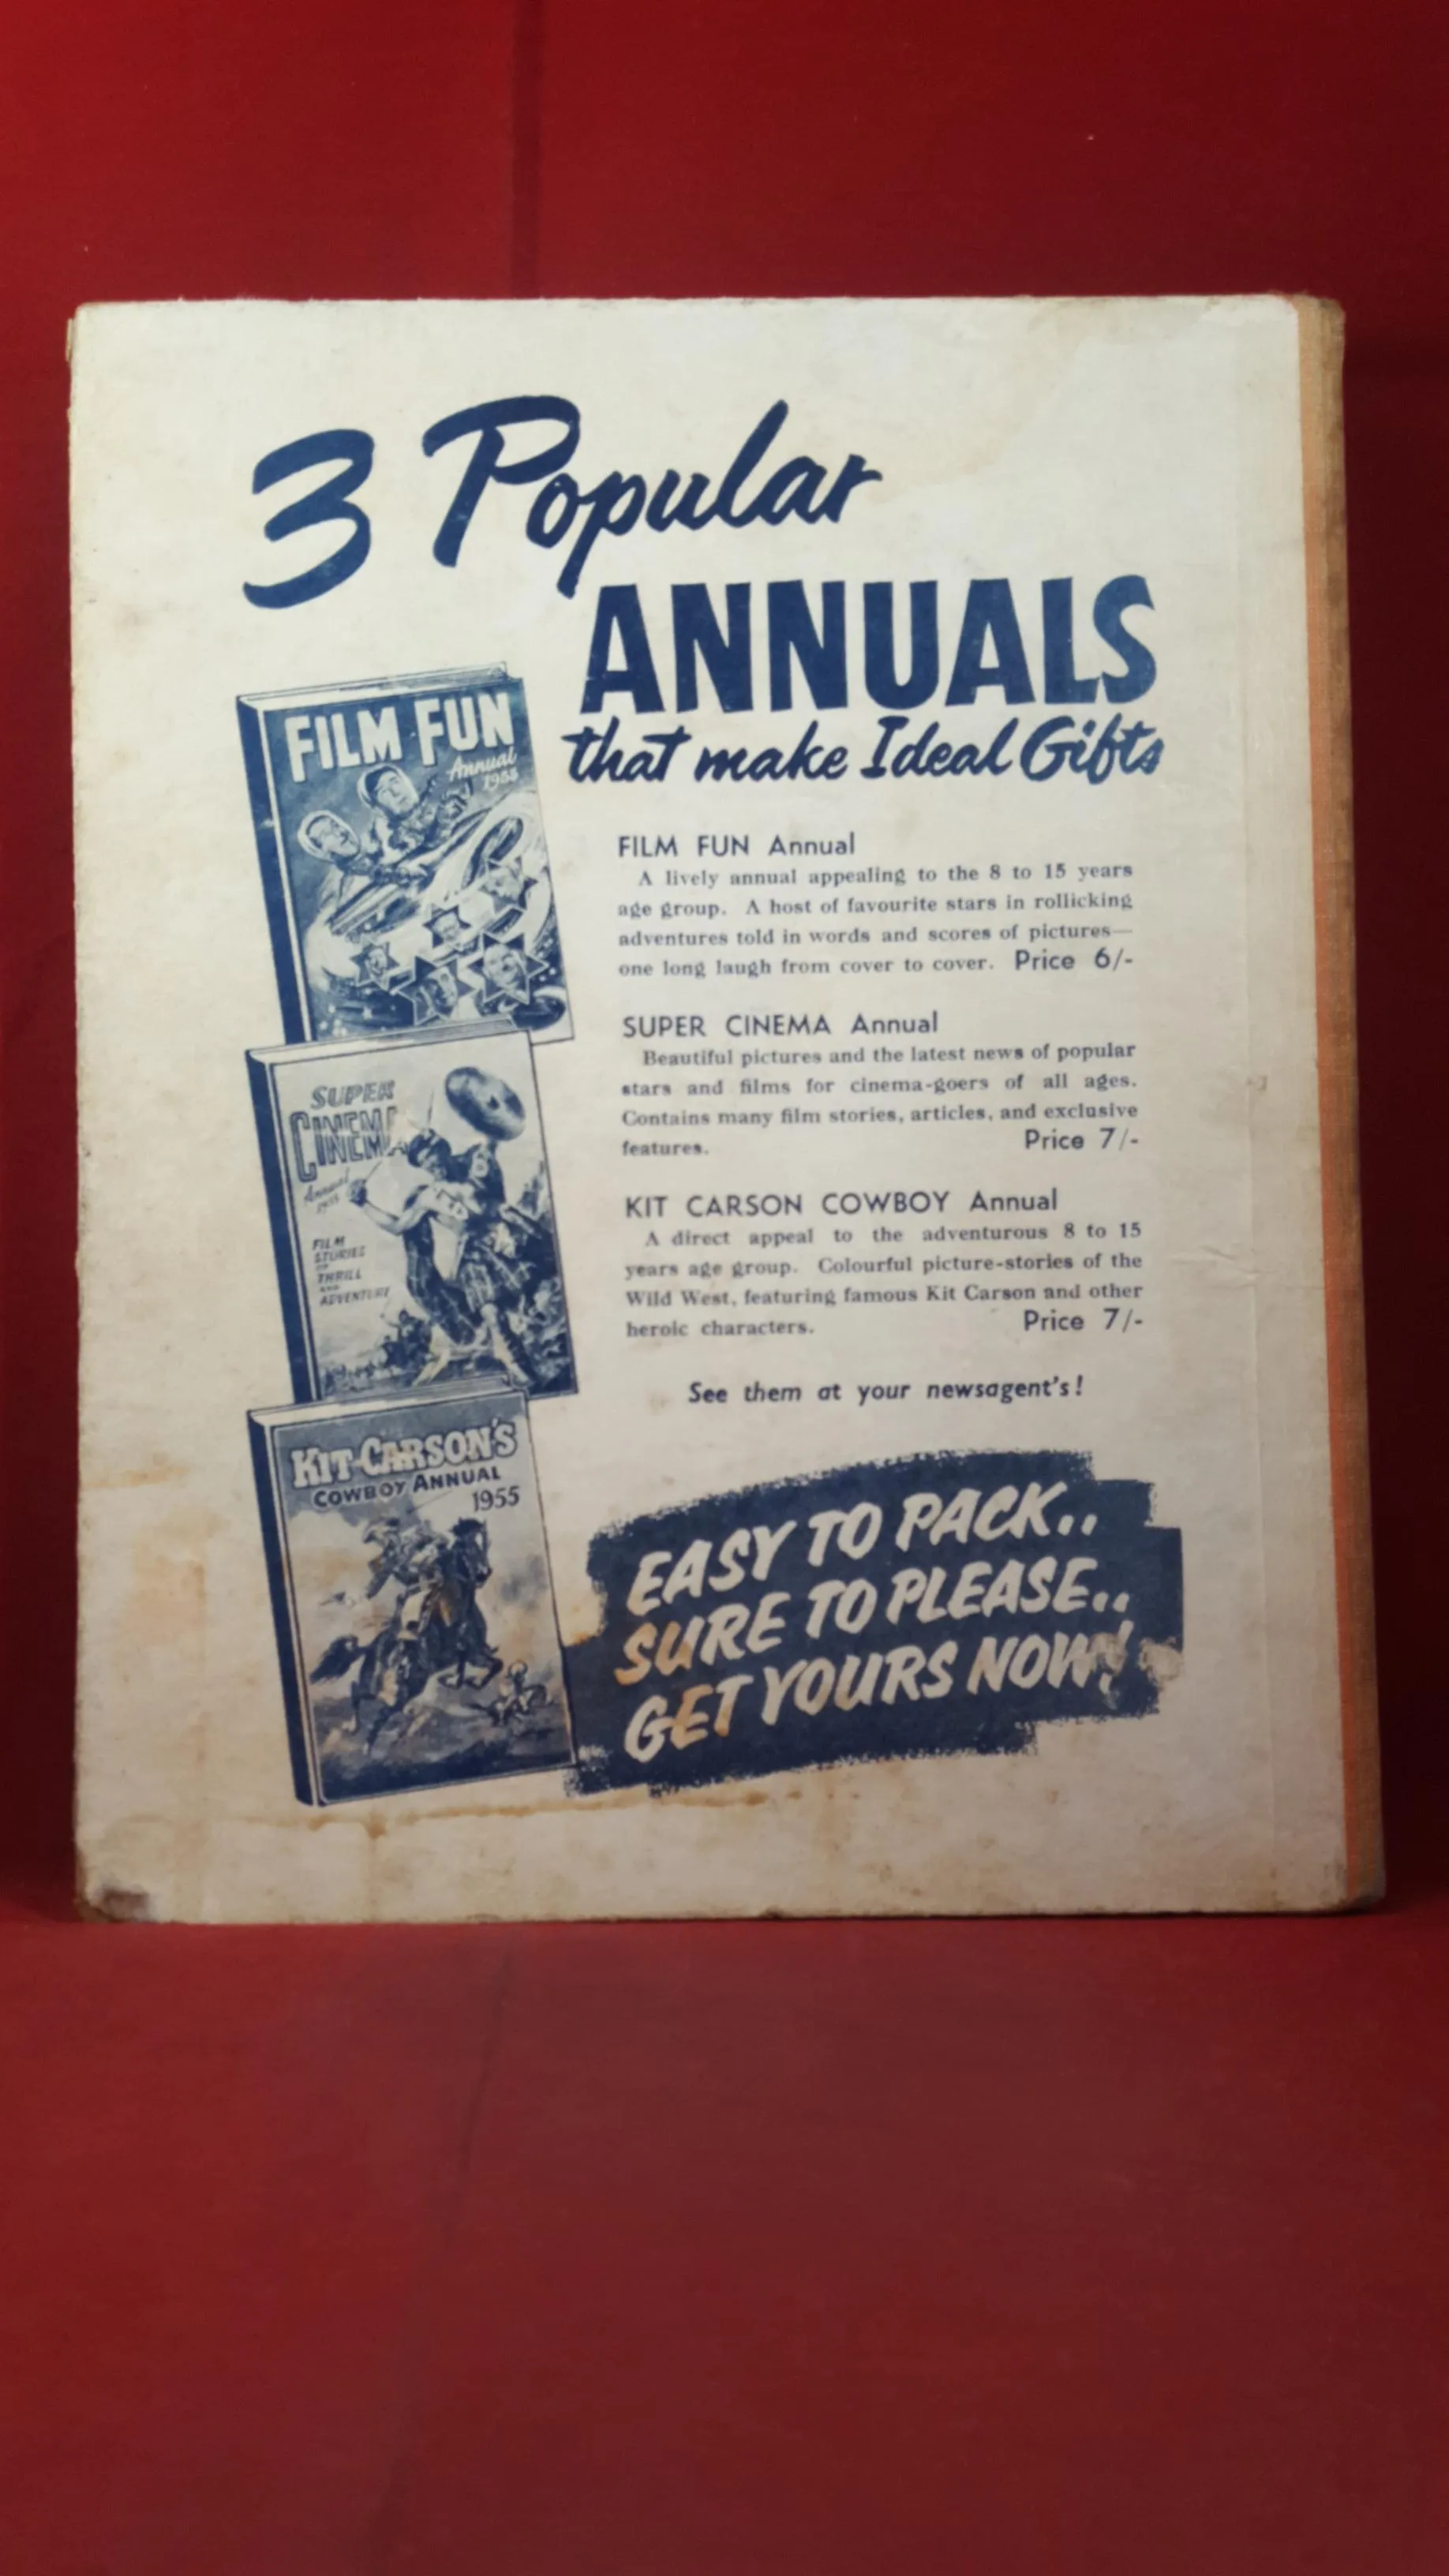 3 Popular
ANNUALS
that make Ideal Gifts
FILM FUN
Annual
1955
FILM FUN Annual
A lively annual appealing to the 8 to 15 years
age group. A host of favourite stars in rollicking
adventures told in words and scores of pictures—
one long laugh from cover to cover. Price 6/-
SUPER CINEMA Annual
Beautiful pictures and the latest news of popular
stars and films for cinema-goers of all ages.
Contains many film stories, articles, and exclusive
features. Price 7/-
SUPER
CINEMA
Annual
1955
FILM
STORIES
OF
THRILL
AND
ADVENTURE
KIT CARSON COWBOY Annual
A direct appeal to the adventurous 8 to 15
years age group. Colourful picture-stories of the
Wild West, featuring famous Kit Carson and other
heroic characters. Price 7/-
See them at your newsagent's!
KIT CARSON'S
COWBOY ANNUAL
1955
EASY TO PACK..
SURE TO PLEASE..
GET YOURS NOW!